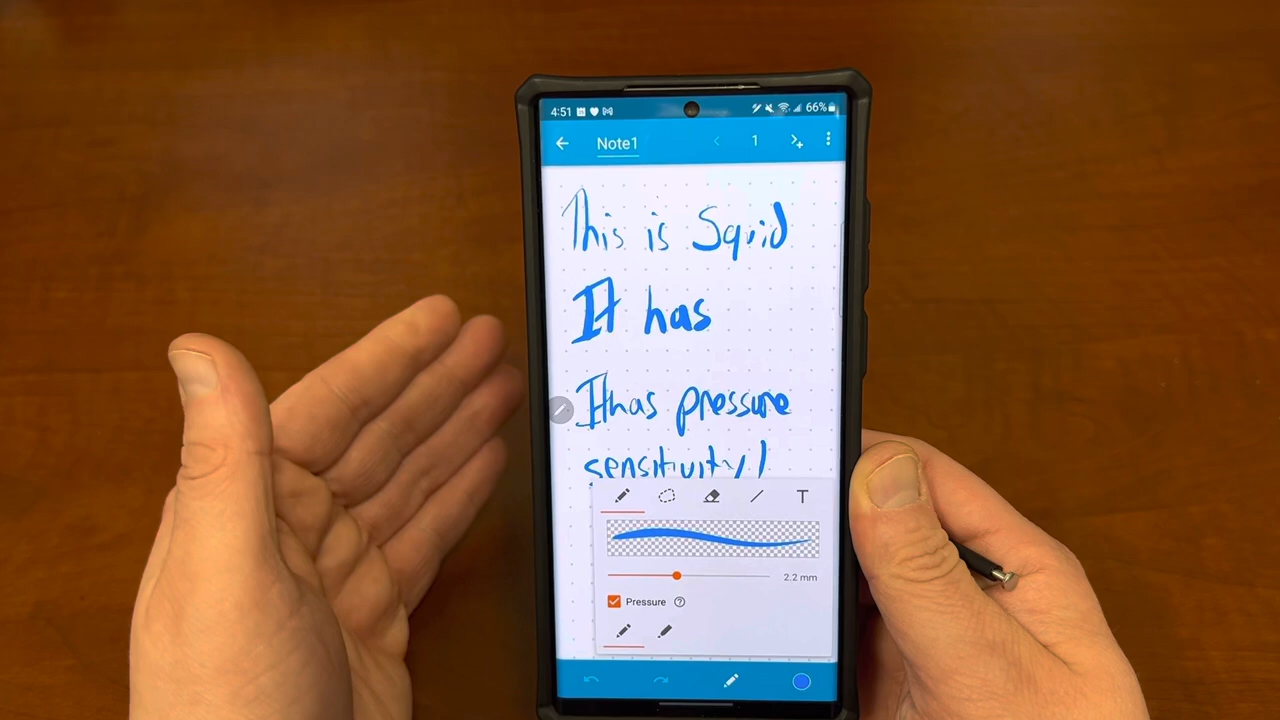 4:51 66%
Note1 1
This is Squid
It has
It has pressure
sensitivity!
T
2.2 mm
Pressure